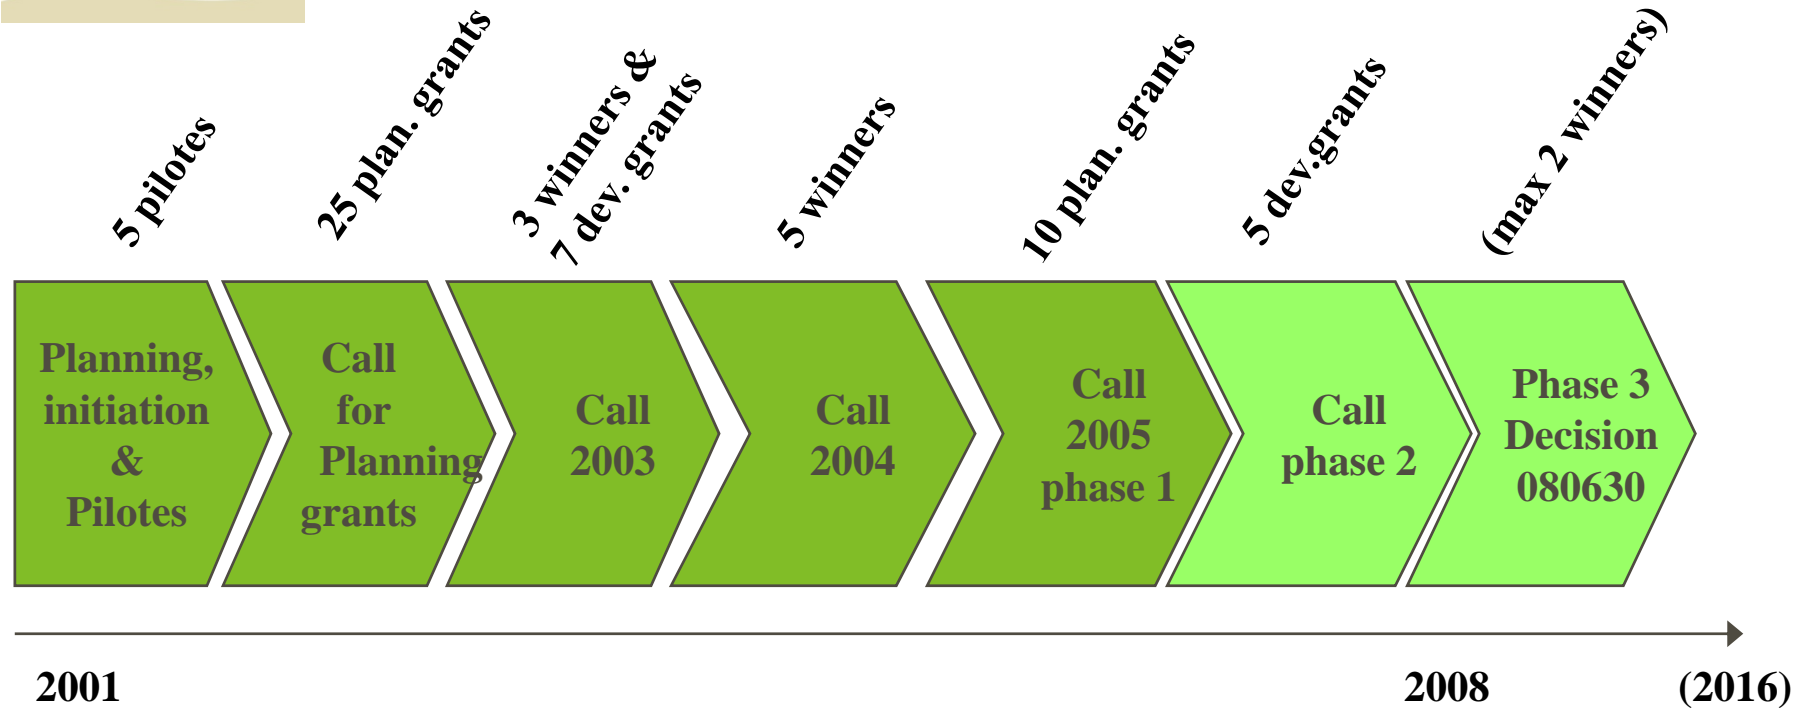 5 pilotes
25 plan. grants
3 winners &
7 dev. grants
5 winners
10 plan. grants
5 dev.grants
(max 2 winners)
Planning,
initiation
&
Pilotes
Call
for
Planning
grants
Call
2003
Call
2004
Call
2005
phase 1
Call
phase 2
Phase 3
Decision
080630
2001
2008
(2016)